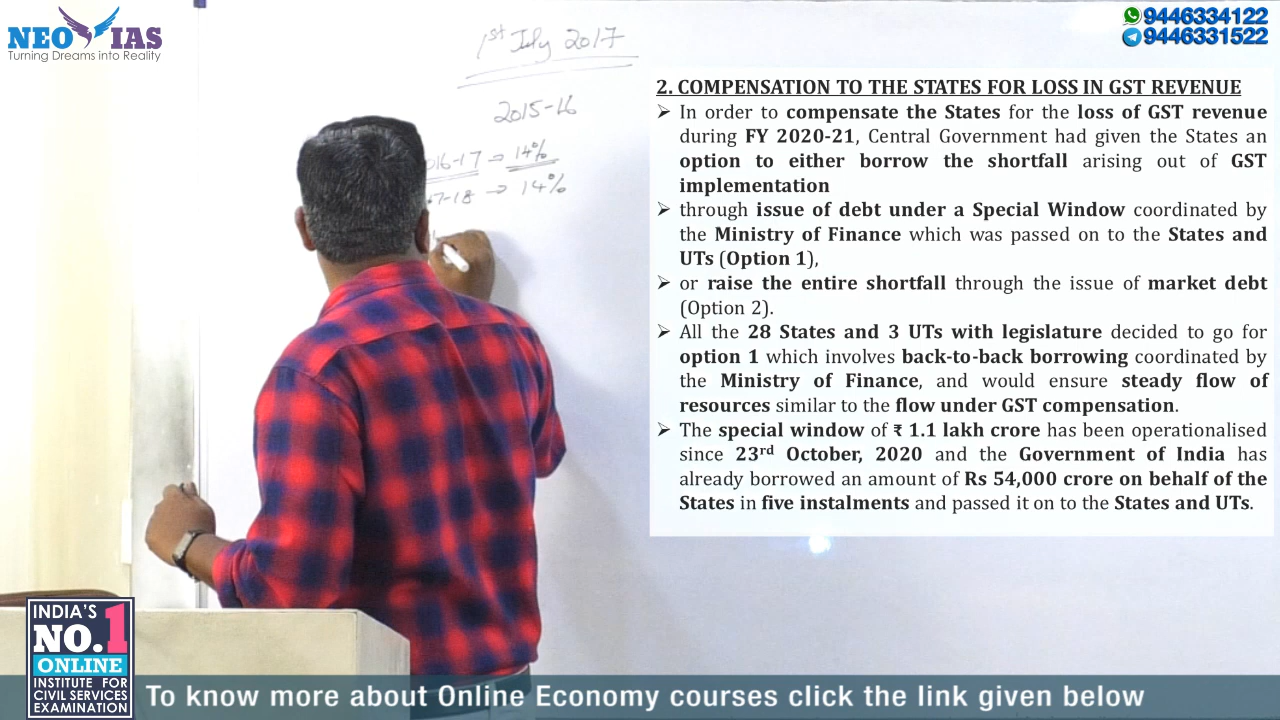 NEO IAS
Turning Dreams into Reality
9446334122
9446331522
1st July 2017
2015-16
016-17 → 14%
17-18 → 14%
2. COMPENSATION TO THE STATES FOR LOSS IN GST REVENUE
➢ In order to compensate the States for the loss of GST revenue
during FY 2020-21, Central Government had given the States an
option to either borrow the shortfall arising out of GST
implementation
➢ through issue of debt under a Special Window coordinated by
the Ministry of Finance which was passed on to the States and
UTs (Option 1),
➢ or raise the entire shortfall through the issue of market debt
(Option 2).
➢ All the 28 States and 3 UTs with legislature decided to go for
option 1 which involves back-to-back borrowing coordinated by
the Ministry of Finance, and would ensure steady flow of
resources similar to the flow under GST compensation.
➢ The special window of ₹ 1.1 lakh crore has been operationalised
since 23rd October, 2020 and the Government of India has
already borrowed an amount of Rs 54,000 crore on behalf of the
States in five instalments and passed it on to the States and UTs.
INDIA'S
NO.1
ONLINE
INSTITUTE FOR
CIVIL SERVICES
EXAMINATION
To know more about Online Economy courses click the link given below